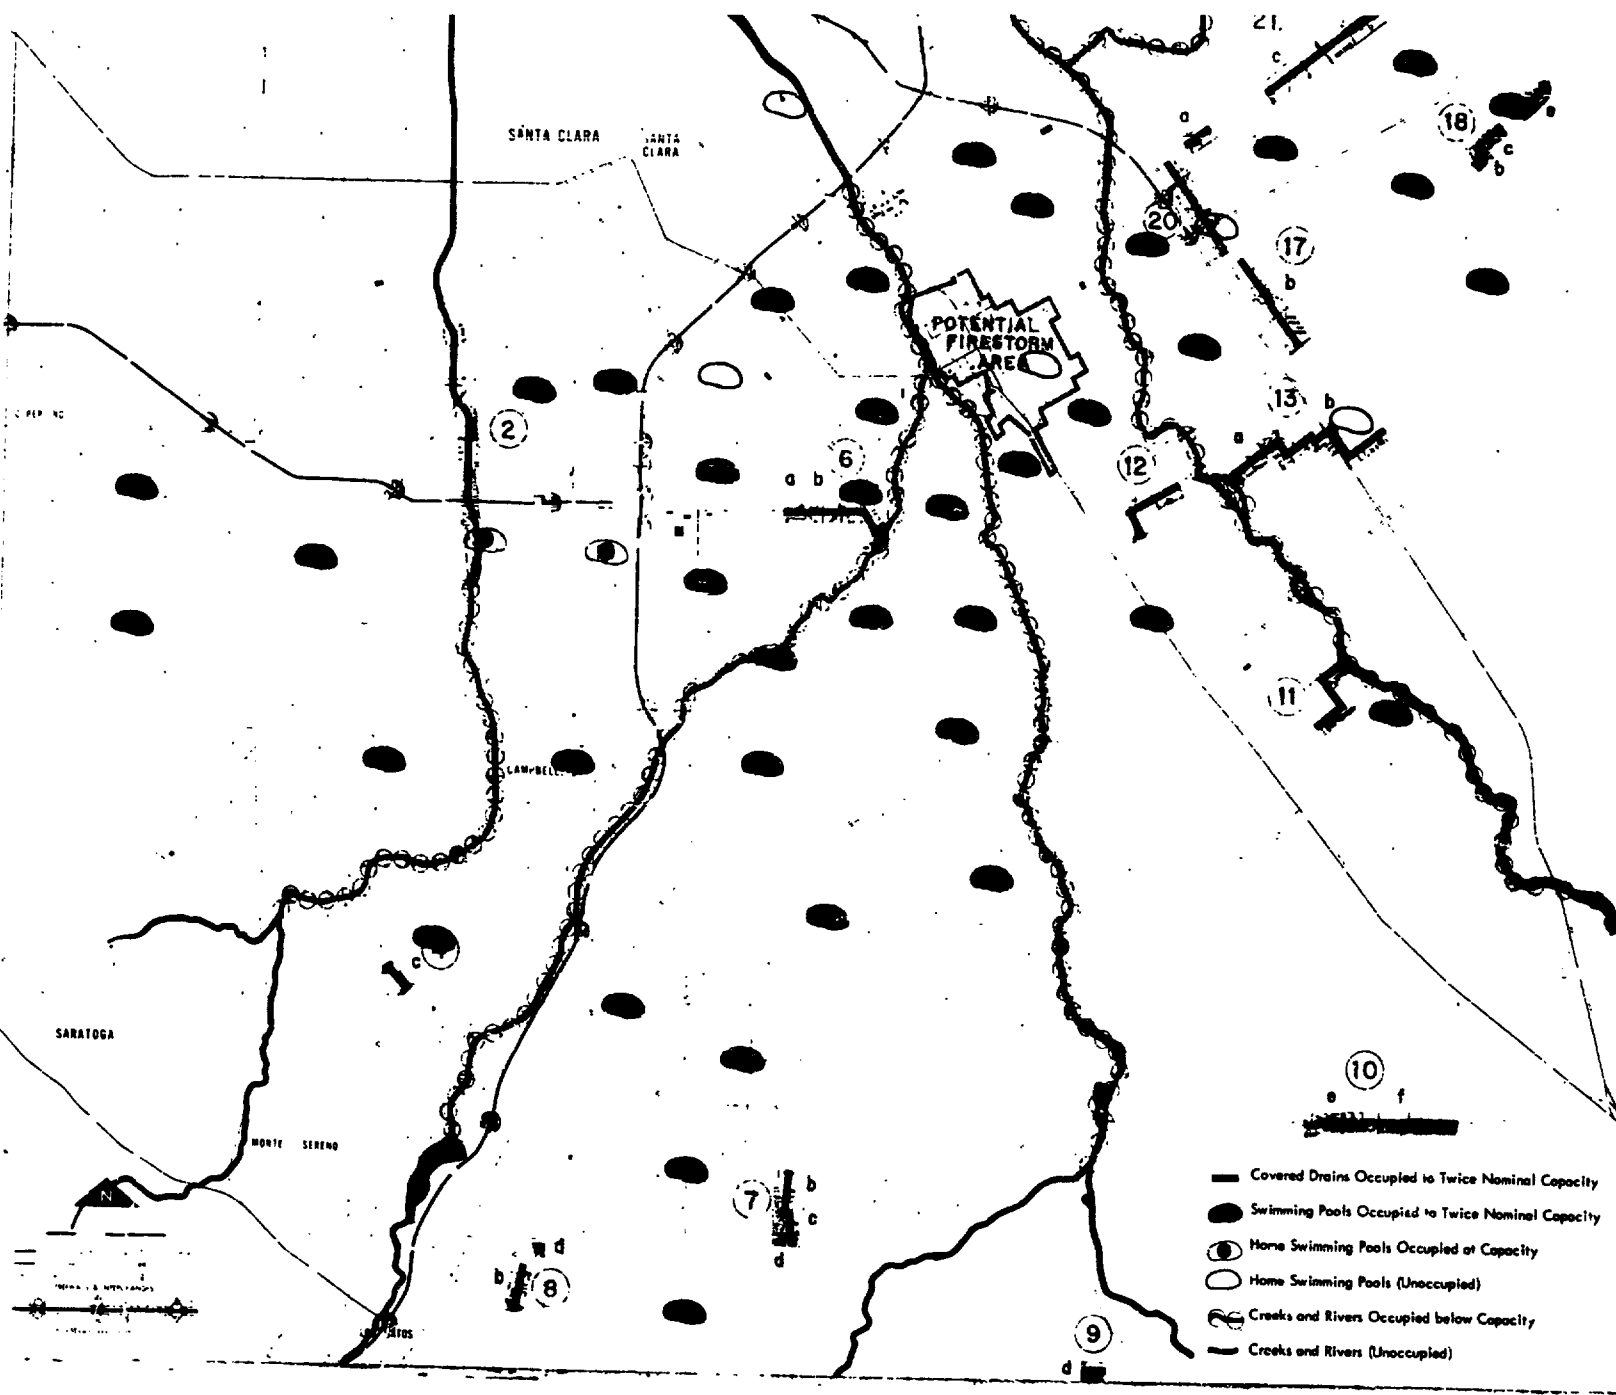 21.
c
18
e
c
b
SANTA CLARA
SANTA
CLARA
a
20
17
b
POTENTIAL
FIRESTORM
AREA
13
b
a
2
6
a b
12
11
CAMPBELL
c
SARATOGA
10
e f
MONTE SERENO
N
7
b
c
d
d
b
8
9
d
Covered Drains Occupied to Twice Nominal Capacity
Swimming Pools Occupied to Twice Nominal Capacity
Home Swimming Pools Occupied at Capacity
Home Swimming Pools (Unoccupied)
Creeks and Rivers Occupied below Capacity
Creeks and Rivers (Unoccupied)